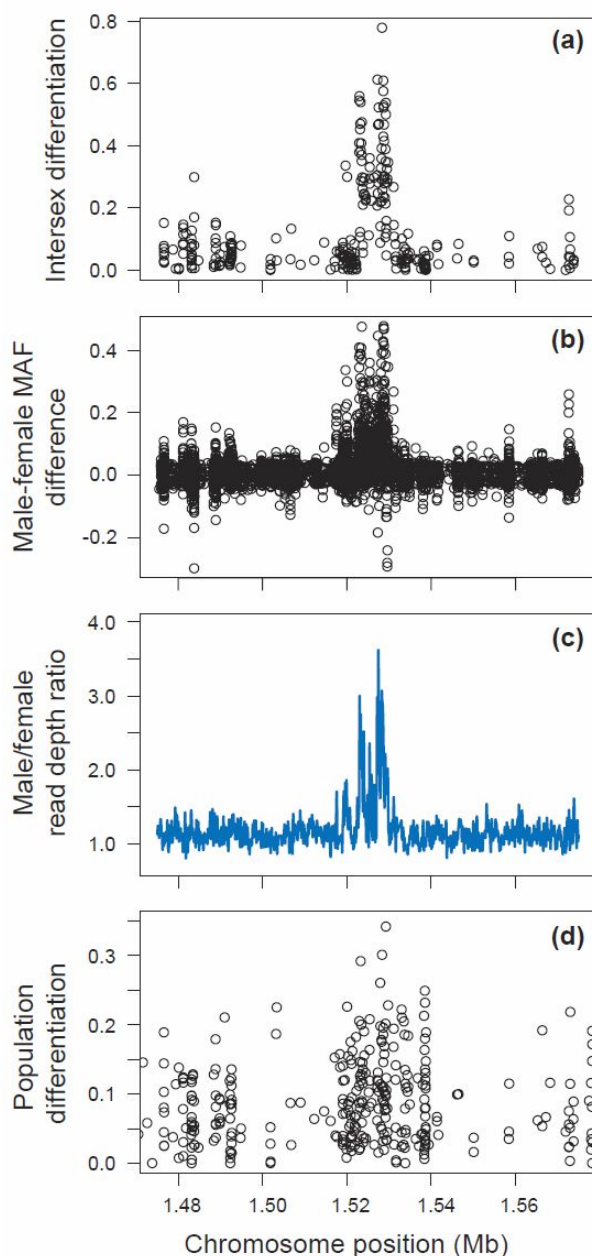 (a)
Intersex differentiation
0.8
0.6
0.4
0.2
0.0
(b)
Male-female MAF
difference
0.4
0.2
0.0
-0.2
(c)
Male/female
read depth ratio
4.0
3.0
2.0
1.0
(d)
Population
differentiation
0.3
0.2
0.1
0.0
1.48 1.50 1.52 1.54 1.56
Chromosome position (Mb)